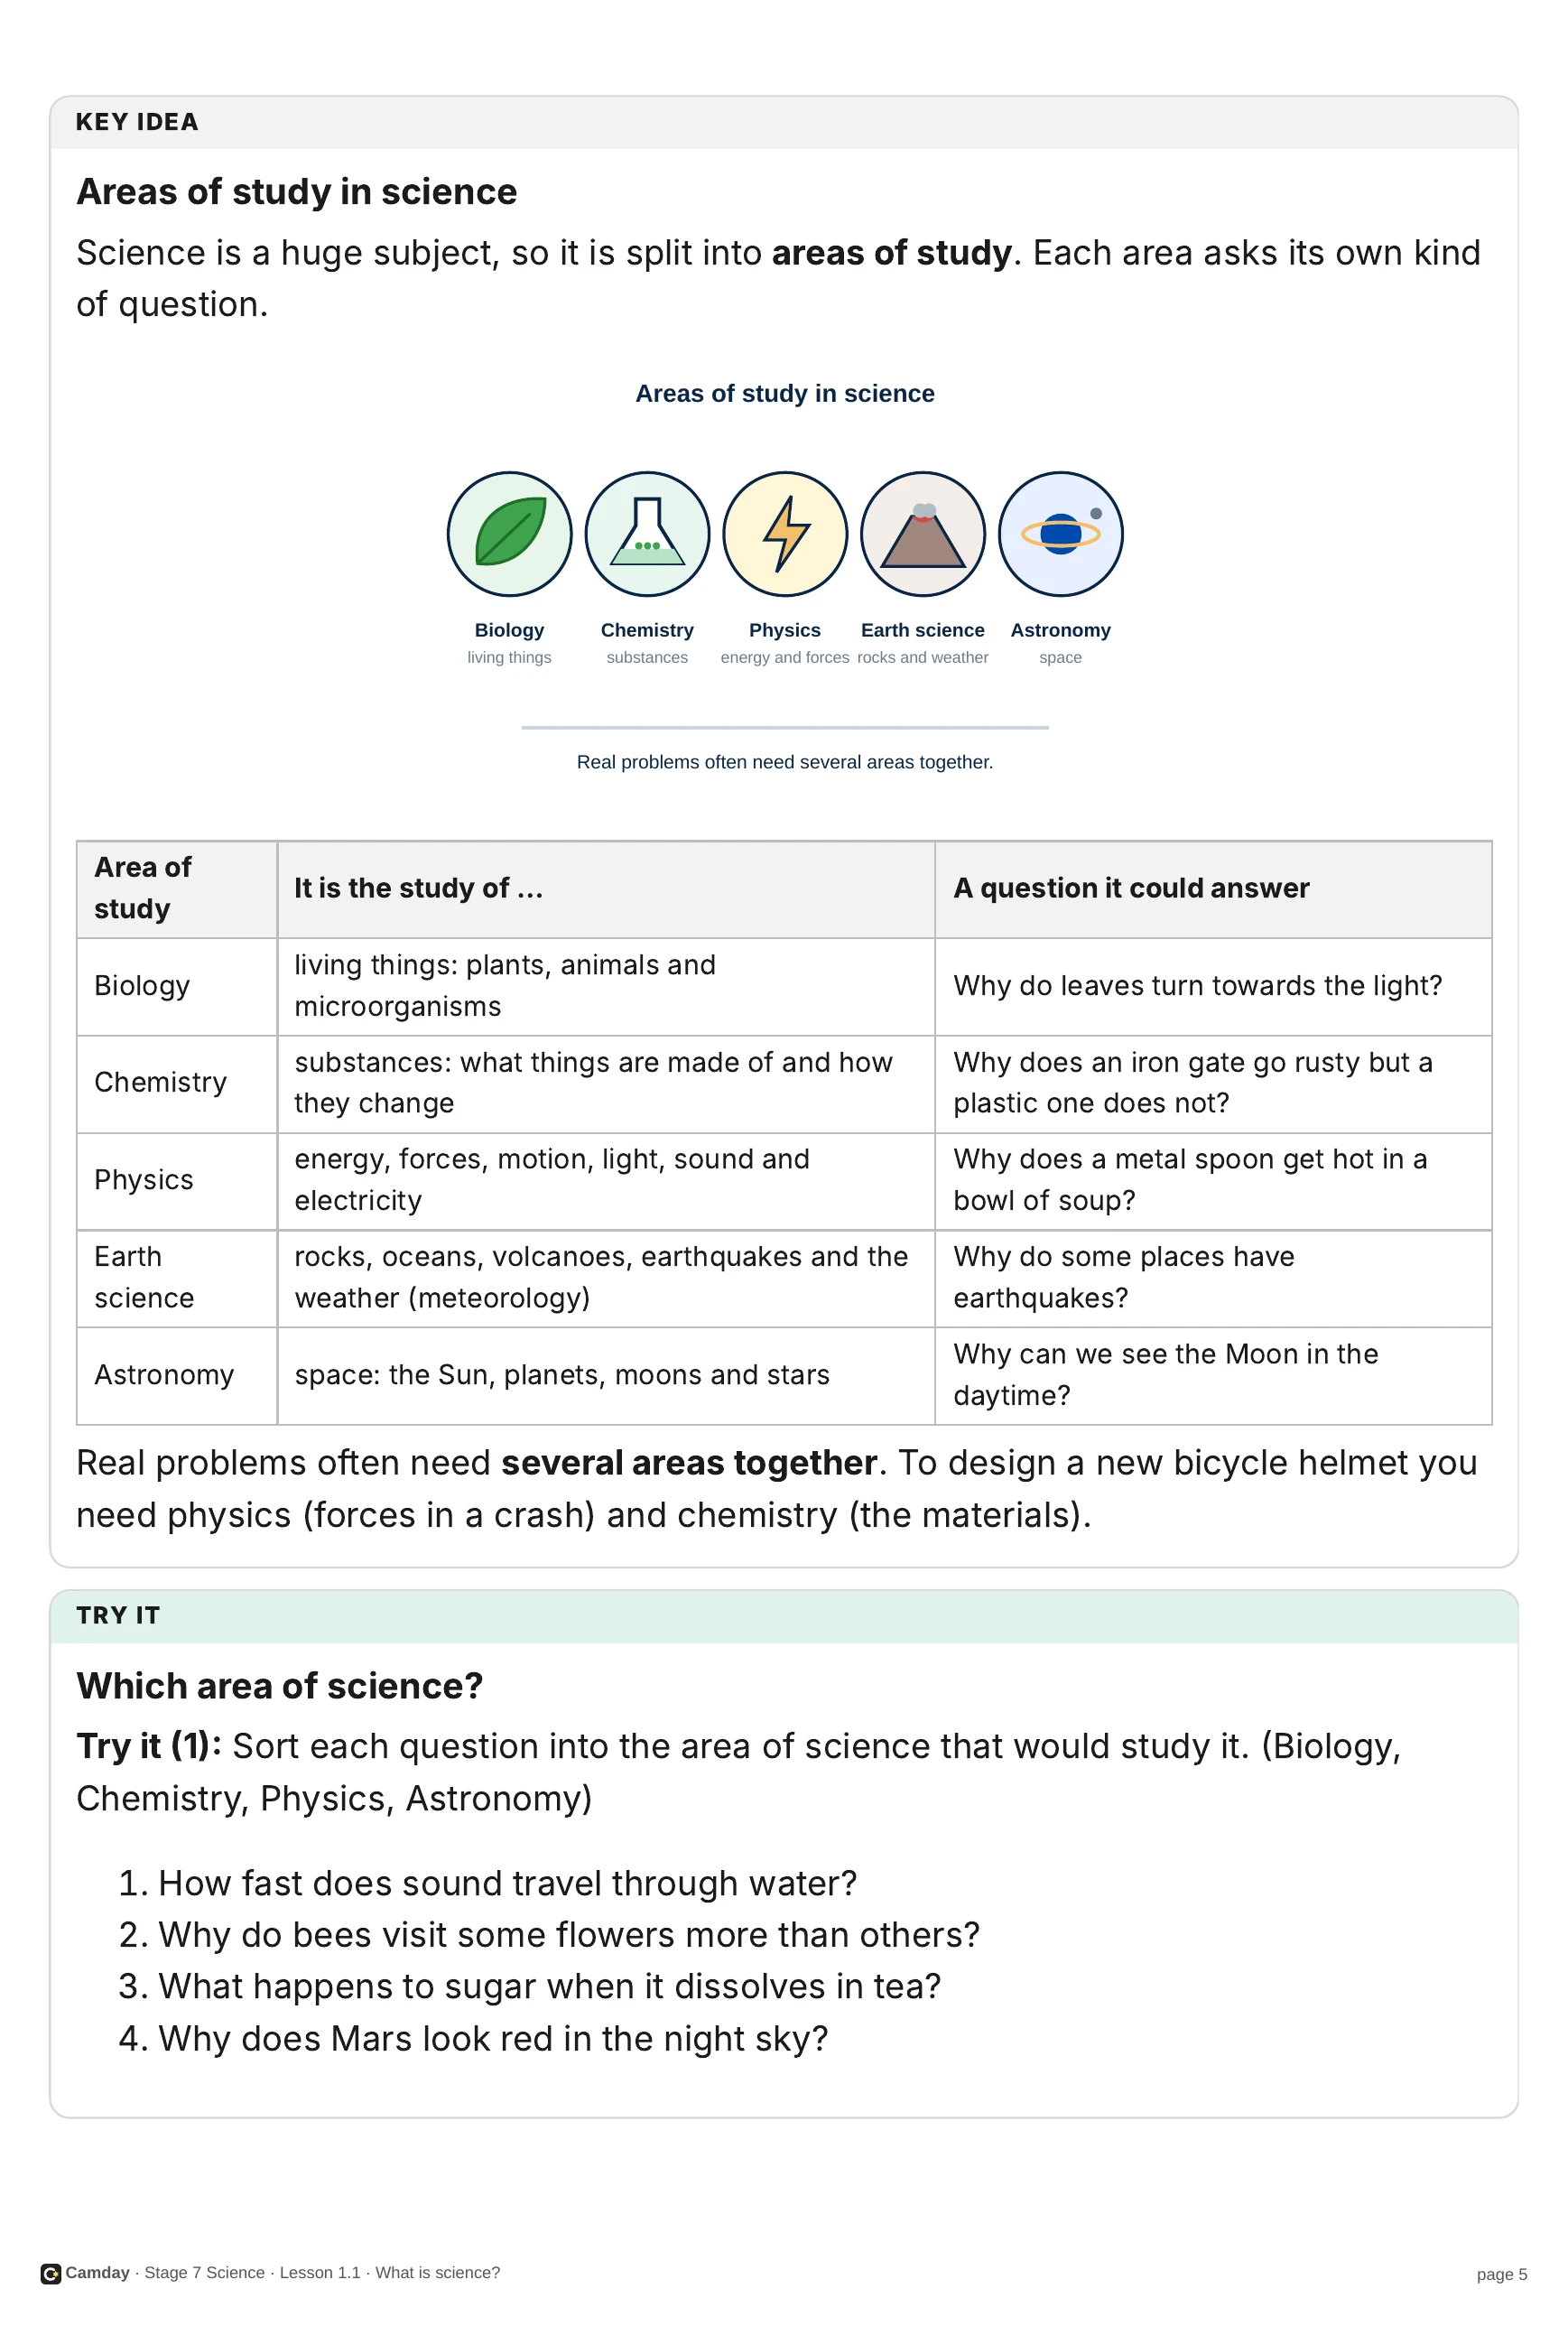 KEY IDEA
Areas of study in science
Science is a huge subject, so it is split into areas of study. Each area asks its own kind
of question.
Areas of study in science
Biology
living things
Chemistry
substances
Physics
energy and forces
Earth science
rocks and weather
Astronomy
space
Real problems often need several areas together.
Area of
study
It is the study of ...
A question it could answer
Biology
living things: plants, animals and
microorganisms
Why do leaves turn towards the light?
Chemistry
substances: what things are made of and how
they change
Why does an iron gate go rusty but a
plastic one does not?
Physics
energy, forces, motion, light, sound and
electricity
Why does a metal spoon get hot in a
bowl of soup?
Earth
science
rocks, oceans, volcanoes, earthquakes and the
weather (meteorology)
Why do some places have
earthquakes?
Astronomy
space: the Sun, planets, moons and stars
Why can we see the Moon in the
daytime?
Real problems often need several areas together. To design a new bicycle helmet you
need physics (forces in a crash) and chemistry (the materials).
TRY IT
Which area of science?
Try it (1): Sort each question into the area of science that would study it. (Biology,
Chemistry, Physics, Astronomy)
1. How fast does sound travel through water?
2. Why do bees visit some flowers more than others?
3. What happens to sugar when it dissolves in tea?
4. Why does Mars look red in the night sky?
Camday · Stage 7 Science · Lesson 1.1 · What is science?
page 5